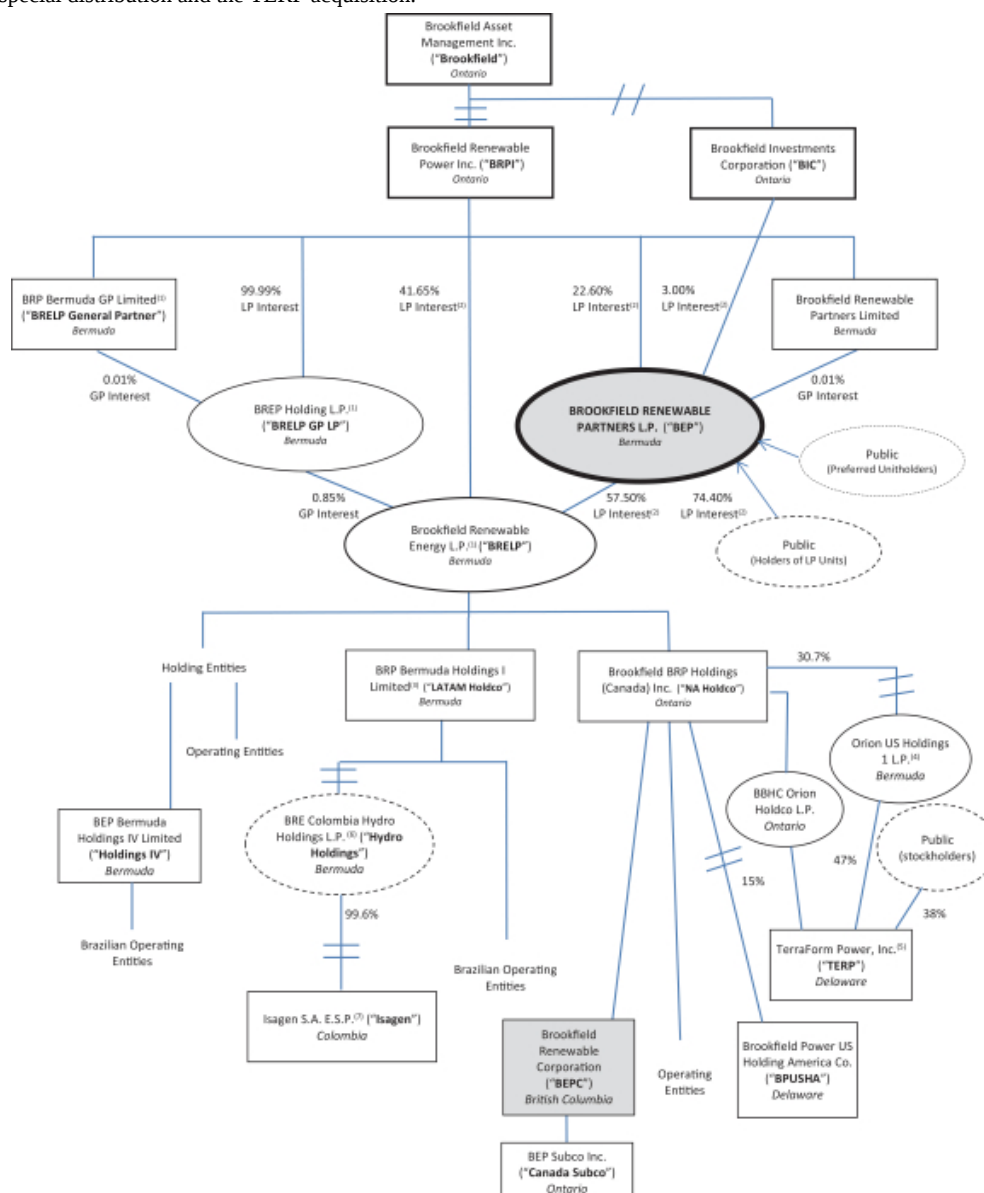 special distribution and the TERP acquisition.
Brookfield Asset
Management Inc.
("Brookfield")
Ontario
Brookfield Renewable
Power Inc. ("BRPI")
Ontario
Brookfield Investments
Corporation ("BIC")
Ontario
BRP Bermuda GP Limited(1)
("BRELP General Partner")
Bermuda
99.99%
LP Interest
41.65%
LP Interest(2)
22.60%
LP Interest(2)
3.00%
LP Interest(2)
Brookfield Renewable
Partners Limited
Bermuda
0.01%
GP Interest
BREP Holding L.P.(1)
("BRELP GP LP")
Bermuda
BROOKFIELD RENEWABLE
PARTNERS L.P. ("BEP")
Bermuda
0.01%
GP Interest
Public
(Preferred Unitholders)
0.85%
GP Interest
Brookfield Renewable
Energy L.P.(1) ("BRELP")
Bermuda
57.50%
LP Interest(2)
74.40%
LP Interest(2)
Public
(Holders of LP Units)
Holding Entities
Operating Entities
BRP Bermuda Holdings I
Limited(3) ("LATAM Holdco")
Bermuda
Brookfield BRP Holdings
(Canada) Inc. ("NA Holdco")
Ontario
30.7%
Orion US Holdings
1 L.P.(4)
Bermuda
BBHC Orion
Holdco L.P.
Ontario
Public
(stockholders)
BEP Bermuda
Holdings IV Limited
("Holdings IV")
Bermuda
BRE Colombia Hydro
Holdings L.P.(6) ("Hydro
Holdings")
Bermuda
15%
47%
38%
99.6%
Brazilian Operating
Entities
Brazilian Operating
Entities
TerraForm Power, Inc.(5)
("TERP")
Delaware
Isagen S.A. E.S.P.(7) ("Isagen")
Colombia
Brookfield
Renewable
Corporation
("BEPC")
British Columbia
Operating
Entities
Brookfield Power US
Holding America Co.
("BPUSHA")
Delaware
BEP Subco Inc.
("Canada Subco")
Ontario